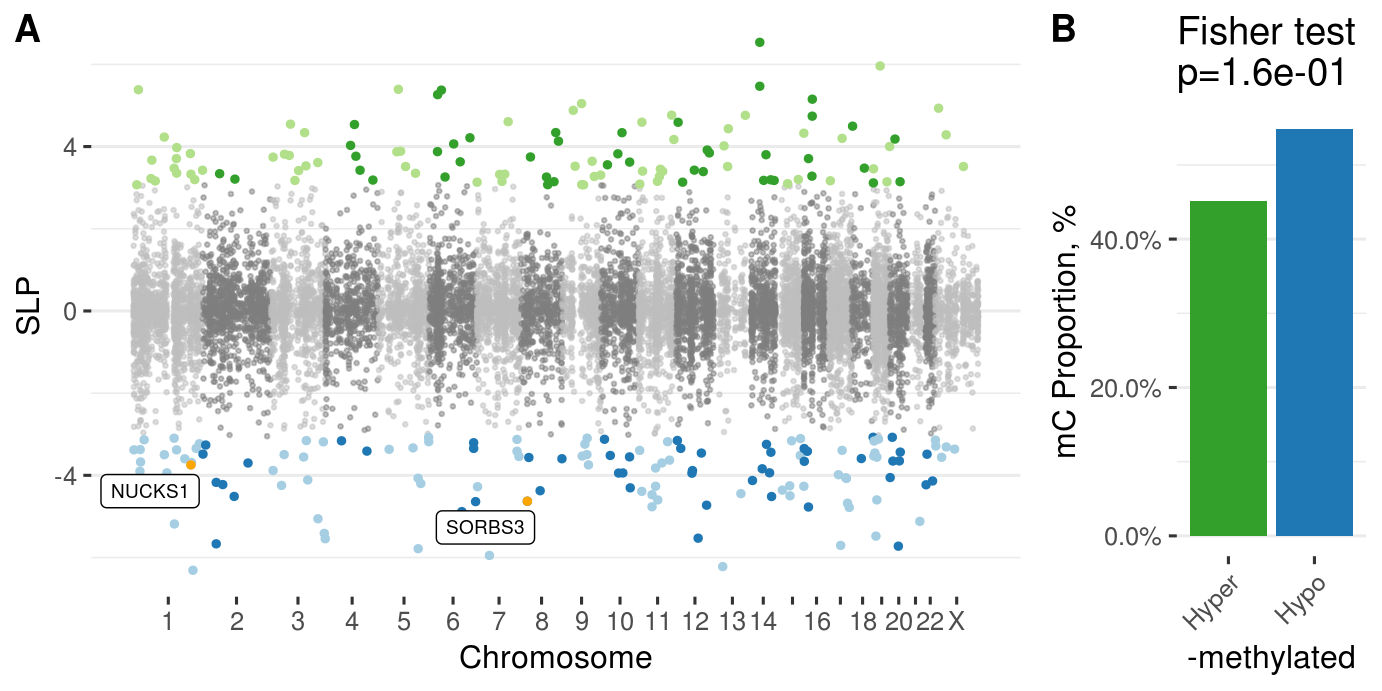 A
SLP
4
0
-4
NUCKS1
SORBS3
1 2 3 4 5 6 7 8 9 10 11 12 13 14 16 18 20 22 X
Chromosome
B
Fisher test
p=1.6e-01
mC Proportion, %
40.0%
20.0%
0.0%
Hyper Hypo
-methylated